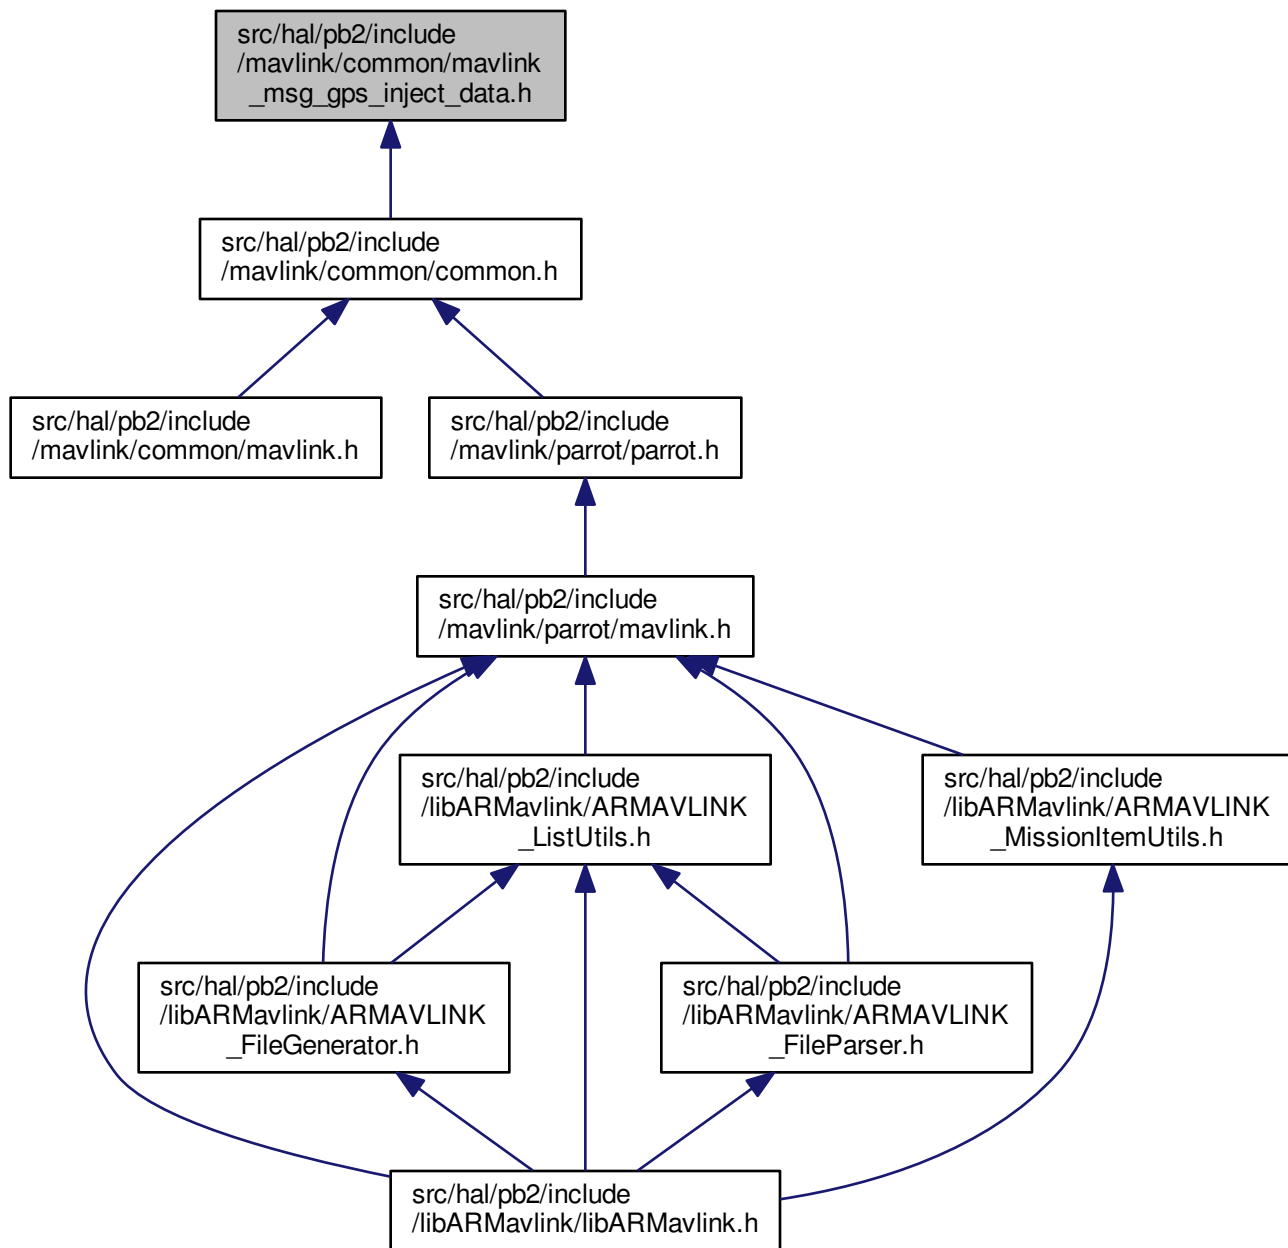 src/hal/pb2/include
/mavlink/common/mavlink
_msg_gps_inject_data.h
src/hal/pb2/include
/mavlink/common/common.h
src/hal/pb2/include
/mavlink/common/mavlink.h
src/hal/pb2/include
/mavlink/parrot/parrot.h
src/hal/pb2/include
/mavlink/parrot/mavlink.h
src/hal/pb2/include
/libARMavlink/ARMAVLINK
_ListUtils.h
src/hal/pb2/include
/libARMavlink/ARMAVLINK
_MissionItemUtils.h
src/hal/pb2/include
/libARMavlink/ARMAVLINK
_FileGenerator.h
src/hal/pb2/include
/libARMavlink/ARMAVLINK
_FileParser.h
src/hal/pb2/include
/libARMavlink/libARMavlink.h